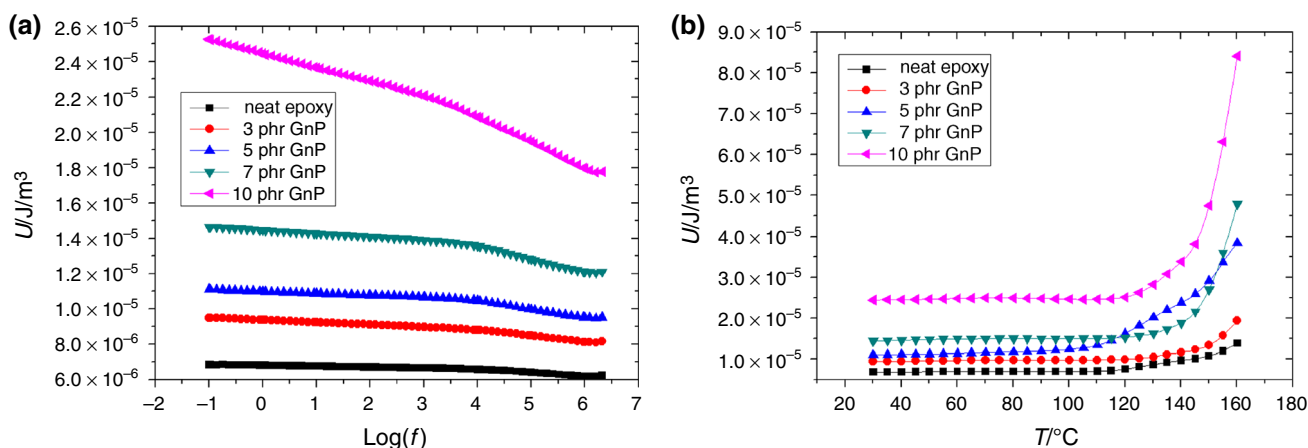 (a)
2.6 × 10⁻⁵
2.4 × 10⁻⁵
2.2 × 10⁻⁵
2.0 × 10⁻⁵
1.8 × 10⁻⁵
1.6 × 10⁻⁵
1.4 × 10⁻⁵
1.2 × 10⁻⁵
1.0 × 10⁻⁵
8.0 × 10⁻⁶
6.0 × 10⁻⁶
U/J/m³
neat epoxy
3 phr GnP
5 phr GnP
7 phr GnP
10 phr GnP
−2 −1 0 1 2 3 4 5 6 7
Log(f)
(b)
9.0 × 10⁻⁵
8.0 × 10⁻⁵
7.0 × 10⁻⁵
6.0 × 10⁻⁵
5.0 × 10⁻⁵
4.0 × 10⁻⁵
3.0 × 10⁻⁵
2.0 × 10⁻⁵
1.0 × 10⁻⁵
U/J/m³
neat epoxy
3 phr GnP
5 phr GnP
7 phr GnP
10 phr GnP
20 40 60 80 100 120 140 160 180
T/°C